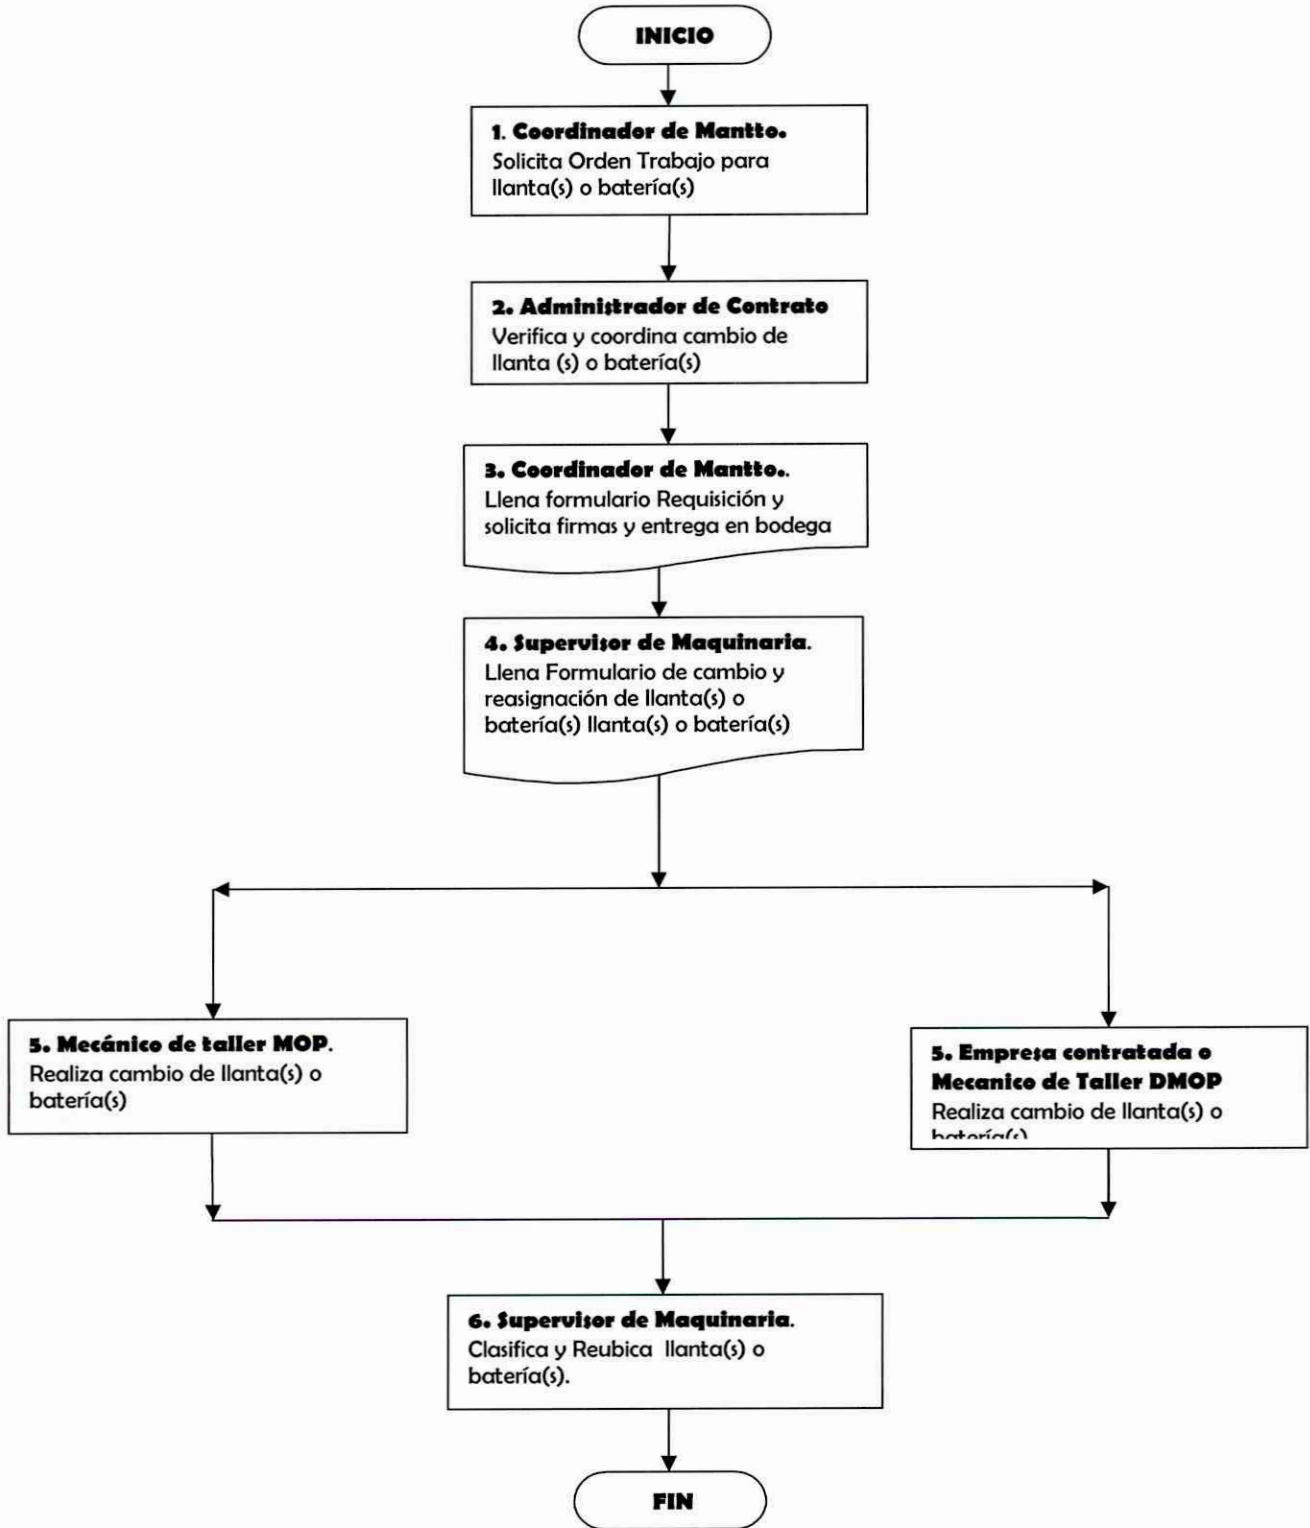 INICIO
1. Coordinador de Mantto.
Solicita Orden Trabajo para
llanta(s) o batería(s)
2. Administrador de Contrato
Verifica y coordina cambio de
llanta (s) o batería(s)
3. Coordinador de Mantto..
Llena formulario Requisición y
solicita firmas y entrega en bodega
4. Supervisor de Maquinaria.
Llena Formulario de cambio y
reasignación de llanta(s) o
batería(s) llanta(s) o batería(s)
5. Mecánico de taller MOP.
Realiza cambio de llanta(s) o
batería(s)
5. Empresa contratada o
Mecanico de Taller DMOP
Realiza cambio de llanta(s) o
batería(s)
6. Supervisor de Maquinaria.
Clasifica y Reubica llanta(s) o
batería(s).
FIN